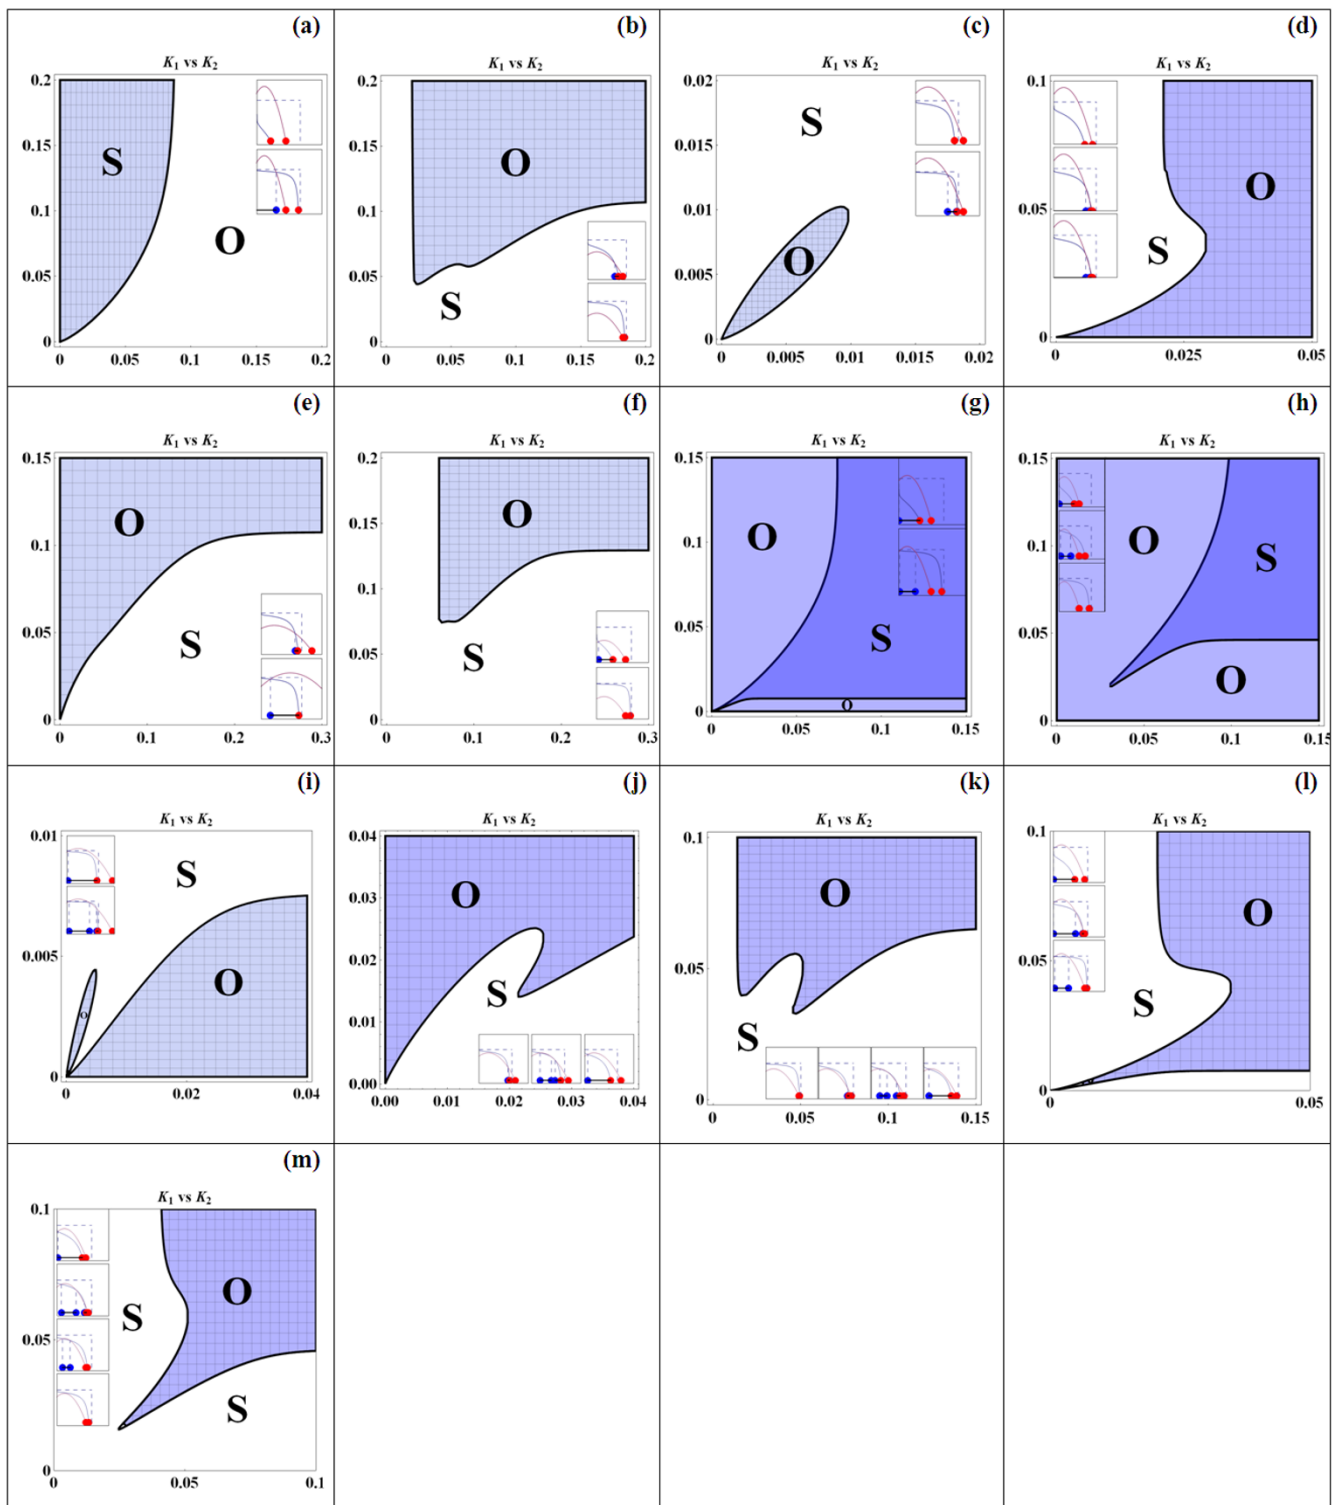 (a)
K₁ vs K₂
0.2
0.15
0.1
0.05
0
S
O
0 0.05 0.1 0.15 0.2
(b)
K₁ vs K₂
0.2
0.15
0.1
0.05
0
O
S
0 0.05 0.1 0.15 0.2
(c)
K₁ vs K₂
0.02
0.015
0.01
0.005
0
S
O
0 0.005 0.01 0.015 0.02
(d)
K₁ vs K₂
0.1
0.05
0
O
S
0 0.025 0.05
(e)
K₁ vs K₂
0.15
0.1
0.05
0
O
S
0 0.1 0.2 0.3
(f)
K₁ vs K₂
0.2
0.15
0.1
0.05
0
O
S
0 0.1 0.2 0.3
(g)
K₁ vs K₂
0.15
0.1
0.05
0
O
S
O
0 0.05 0.1 0.15
(h)
K₁ vs K₂
0.15
0.1
0.05
0
O
S
O
0 0.05 0.1 0.15
(i)
K₁ vs K₂
0.01
0.005
0
S
O
O
0 0.02 0.04
(j)
K₁ vs K₂
0.04
0.03
0.02
0.01
0.00
O
S
0.00 0.01 0.02 0.03 0.04
(k)
K₁ vs K₂
0.1
0.05
0
O
S
0 0.05 0.1 0.15
(l)
K₁ vs K₂
0.1
0.05
0
O
S
0 0.05
(m)
K₁ vs K₂
0.1
0.05
0
O
S
S
0 0.05 0.1